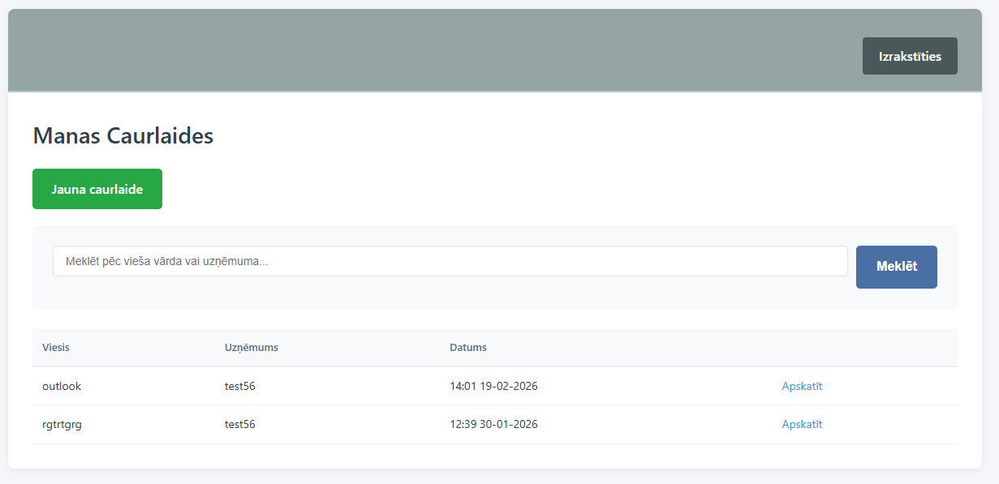 Izrakstīties
Manas Caurlaides
Jauna caurlaide
Meklēt pēc vieša vārda vai uzņēmuma...
Meklēt
Viesis Uzņēmums Datums
outlook test56 14:01 19-02-2026 Apskatīt
rgtrtgrg test56 12:39 30-01-2026 Apskatīt